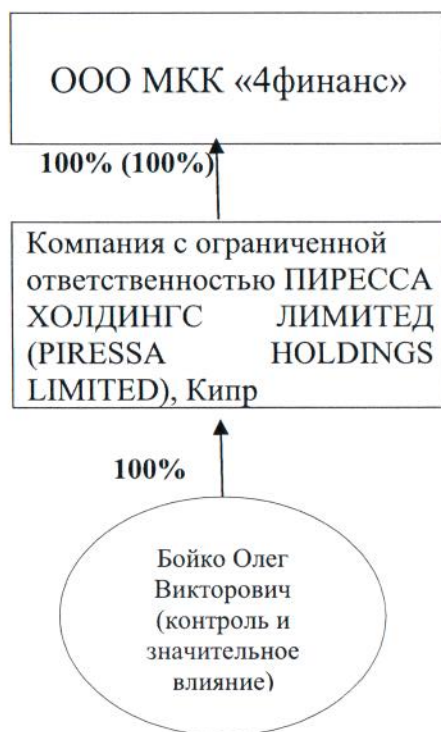 ООО МКК «4финанс»
100% (100%)
Компания с ограниченной
ответственностью ПИРЕССА
ХОЛДИНГС ЛИМИТЕД
(PIRESSA HOLDINGS
LIMITED), Кипр
100%
Бойко Олег
Викторович
(контроль и
значительное
влияние)